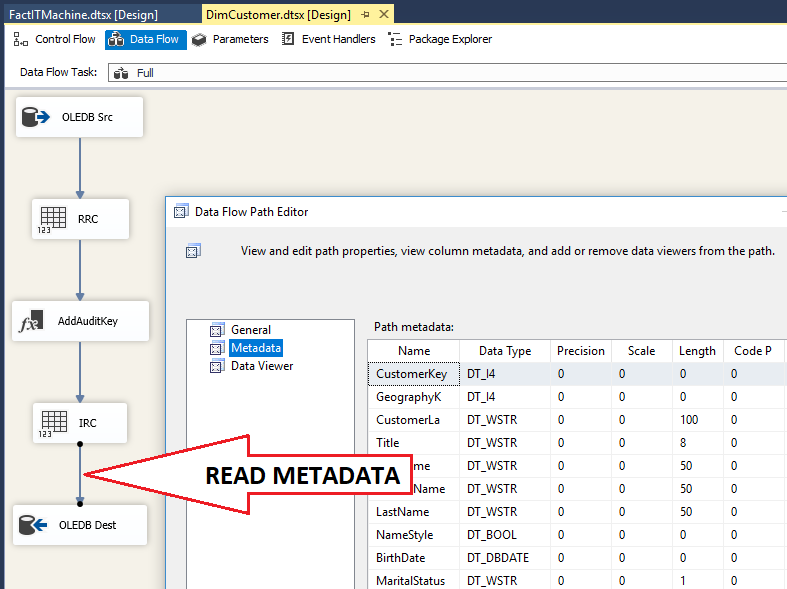 FactITMachine.dtsx [Design] DimCustomer.dtsx [Design]
Control Flow Data Flow Parameters Event Handlers Package Explorer
Data Flow Task: Full
OLEDB Src
123 RRC
fx AddAuditKey
123 IRC
OLEDB Dest
READ METADATA
Data Flow Path Editor
View and edit path properties, view column metadata, and add or remove data viewers from the path.
General
Metadata
Data Viewer
Path metadata:
Name Data Type Precision Scale Length Code P
CustomerKey DT_I4 0 0 0 0
GeographyK DT_I4 0 0 0 0
CustomerLa DT_WSTR 0 0 100 0
Title DT_WSTR 0 0 8 0
me DT_WSTR 0 0 50 0
Name DT_WSTR 0 0 50 0
LastName DT_WSTR 0 0 50 0
NameStyle DT_BOOL 0 0 0 0
BirthDate DT_DBDATE 0 0 0 0
MaritalStatus DT_WSTR 0 0 1 0